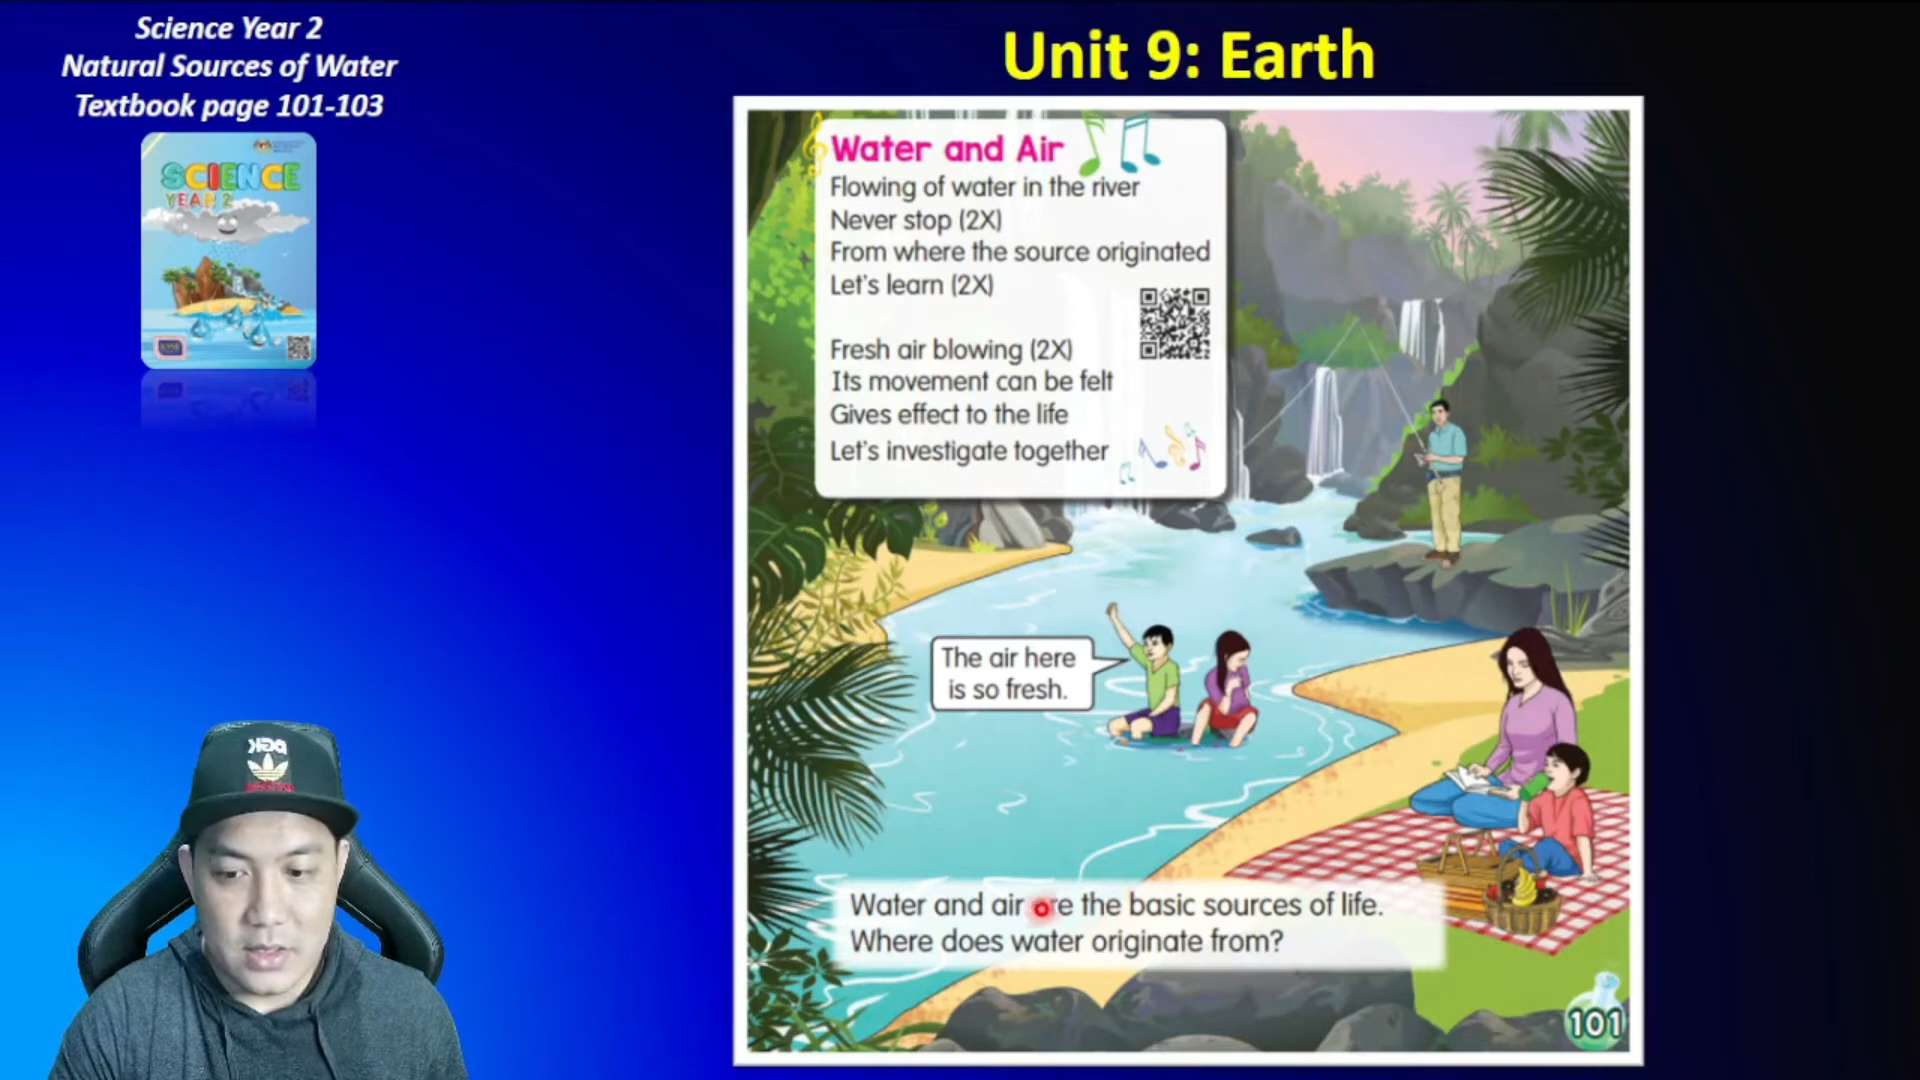 Science Year 2
Natural Sources of Water
Textbook page 101-103
SCIENCE
YEAR 2
Unit 9: Earth
Water and Air
Flowing of water in the river
Never stop (2X)
From where the source originated
Let's learn (2X)
Fresh air blowing (2X)
Its movement can be felt
Gives effect to the life
Let's investigate together
The air here
is so fresh.
Water and air are the basic sources of life.
Where does water originate from?
101